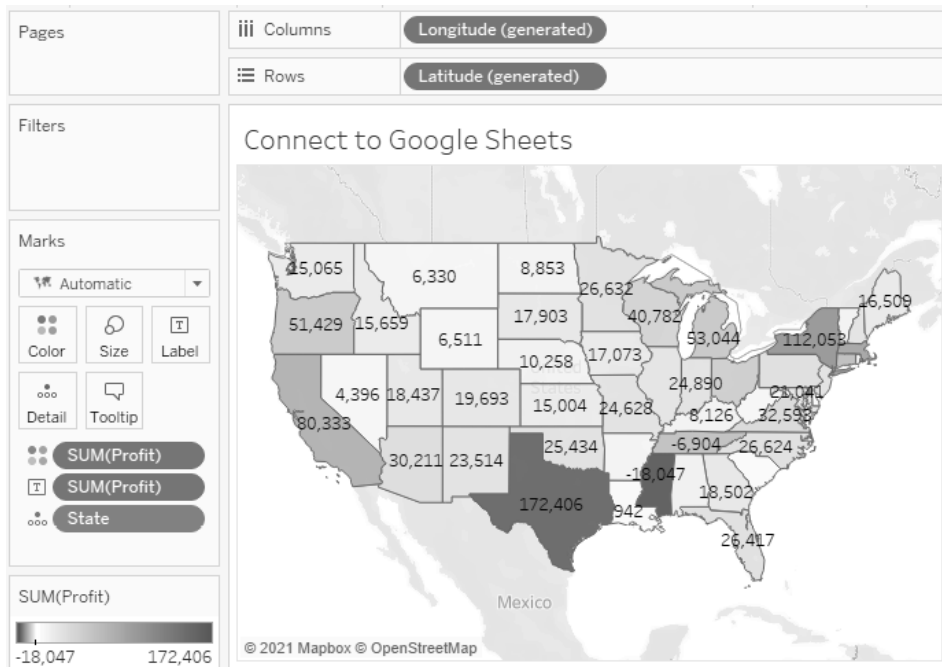 Pages
Columns
Longitude (generated)
Rows
Latitude (generated)
Filters
Connect to Google Sheets
Marks
Automatic
Color
Size
Label
Detail
Tooltip
SUM(Profit)
SUM(Profit)
State
SUM(Profit)
-18,047
172,406
15,065
6,330
8,853
26,632
16,509
51,429
15,659
17,903
40,782
53,044
112,053
6,511
10,258
17,073
United
States
4,396
18,437
19,693
15,004
24,628
24,890
21,041
80,333
8,126
32,593
30,211
23,514
25,434
-6,904
26,624
172,406
-18,047
18,502
942
26,417
Mexico
© 2021 Mapbox © OpenStreetMap